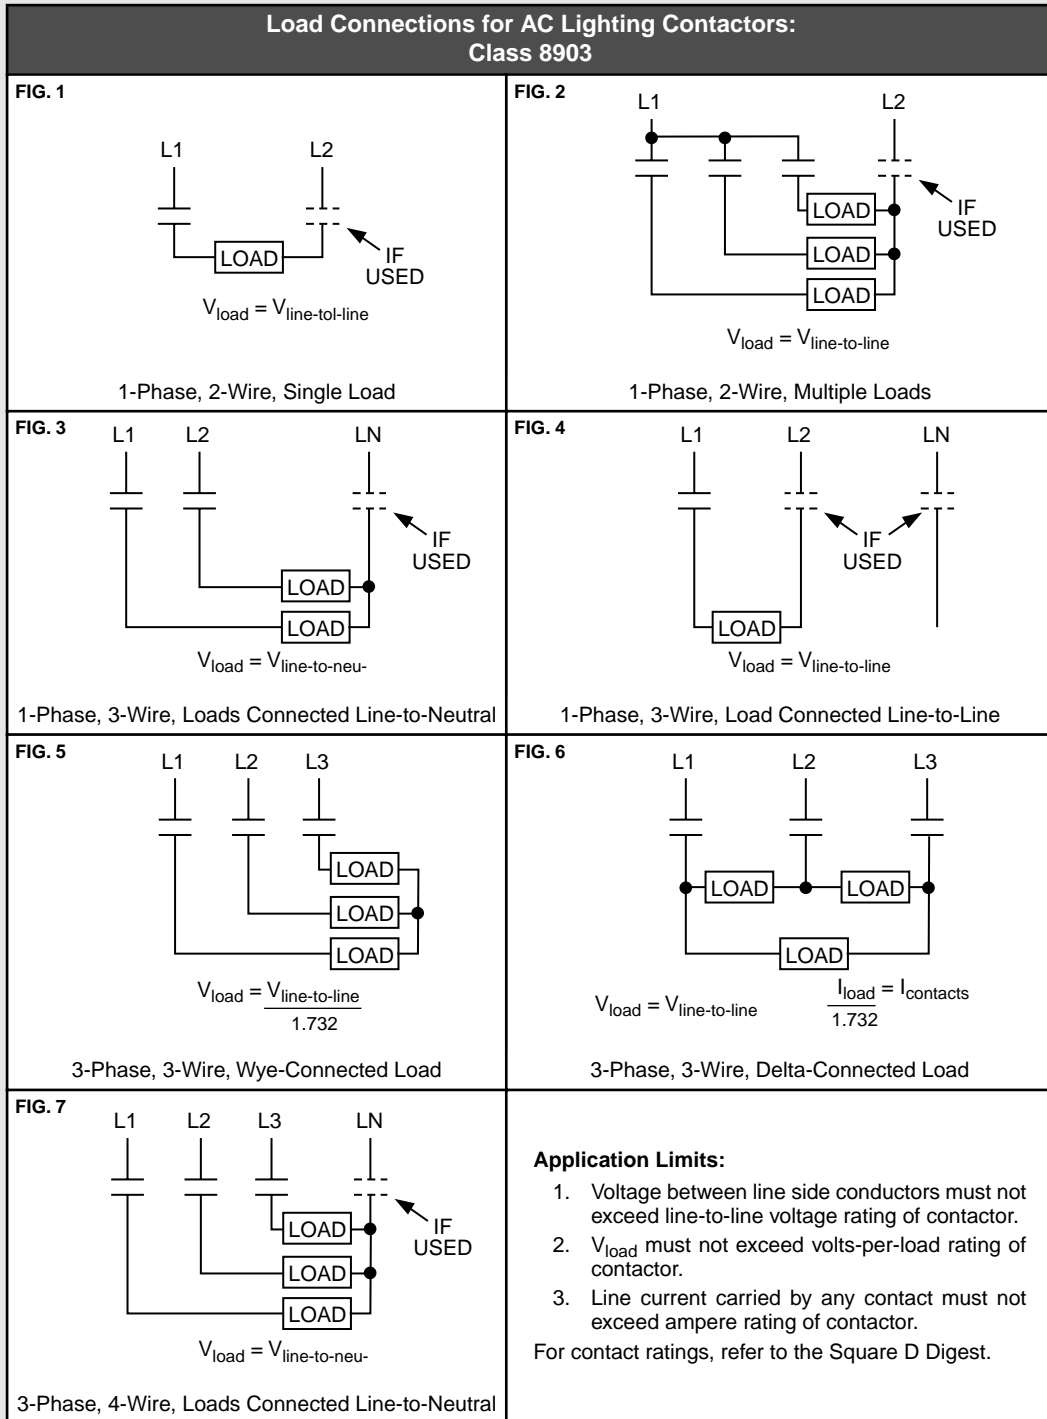 Load Connections for AC Lighting Contactors:
Class 8903
FIG. 1
L1 L2
LOAD
IF
USED
Vload = Vline-tol-line
1-Phase, 2-Wire, Single Load
FIG. 2
L1 L2
LOAD
IF
USED
LOAD
LOAD
Vload = Vline-to-line
1-Phase, 2-Wire, Multiple Loads
FIG. 3
L1 L2 LN
IF
USED
LOAD
LOAD
Vload = Vline-to-neu-
1-Phase, 3-Wire, Loads Connected Line-to-Neutral
FIG. 4
L1 L2 LN
IF
USED
LOAD
Vload = Vline-to-line
1-Phase, 3-Wire, Load Connected Line-to-Line
FIG. 5
L1 L2 L3
LOAD
LOAD
LOAD
Vload = Vline-to-line
1.732
3-Phase, 3-Wire, Wye-Connected Load
FIG. 6
L1 L2 L3
LOAD LOAD
LOAD
Vload = Vline-to-line
Iload = Icontacts
1.732
3-Phase, 3-Wire, Delta-Connected Load
FIG. 7
L1 L2 L3 LN
LOAD
IF
USED
LOAD
LOAD
Vload = Vline-to-neu-
3-Phase, 4-Wire, Loads Connected Line-to-Neutral
Application Limits:
1. Voltage between line side conductors must not
exceed line-to-line voltage rating of contactor.
2. Vload must not exceed volts-per-load rating of
contactor.
3. Line current carried by any contact must not
exceed ampere rating of contactor.
For contact ratings, refer to the Square D Digest.